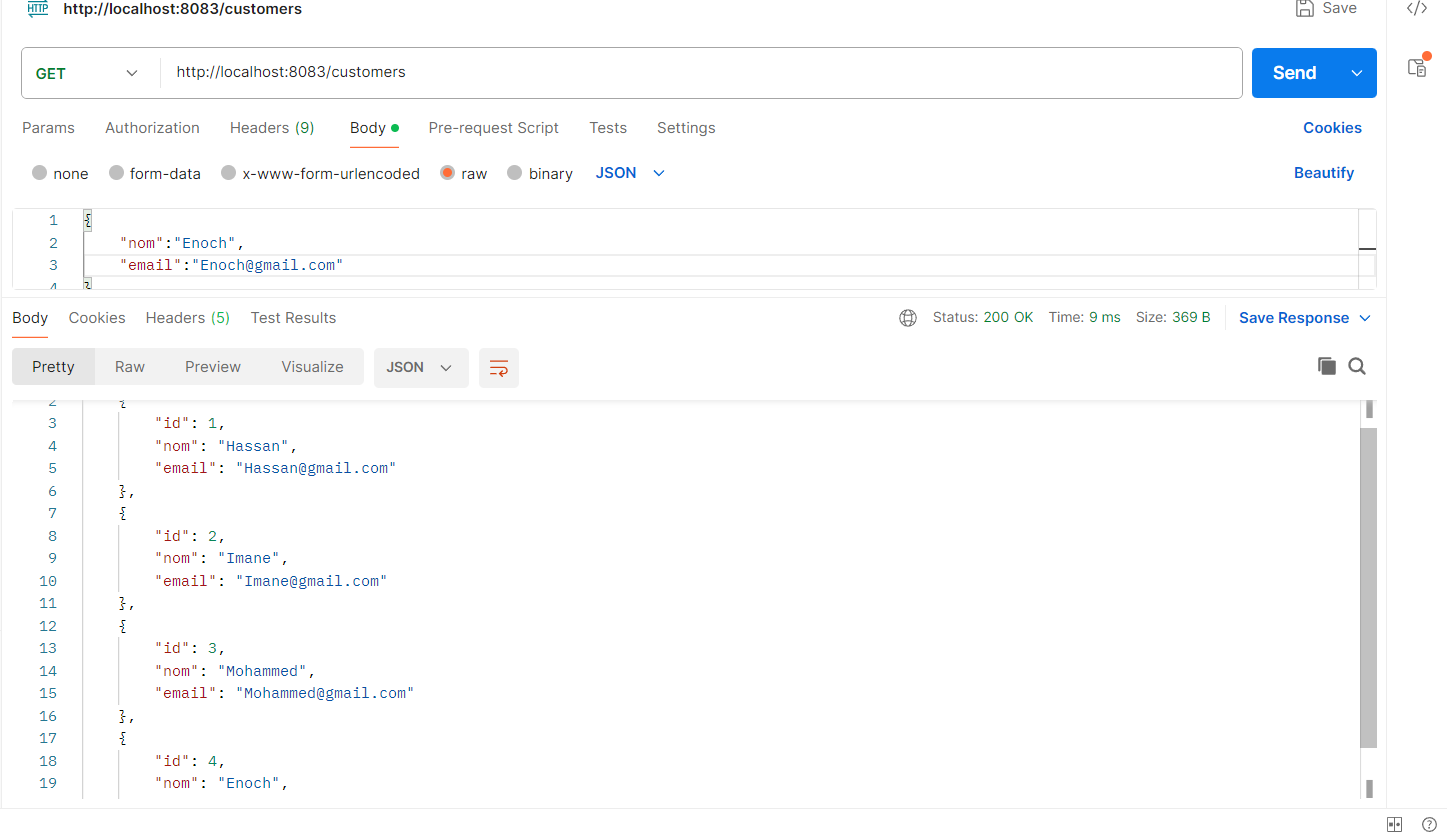 HTTP http://localhost:8083/customers Save </>
GET http://localhost:8083/customers Send
Params Authorization Headers (9) Body Pre-request Script Tests Settings Cookies
none form-data x-www-form-urlencoded raw binary JSON Beautify
1 {
2 "nom":"Enoch",
3 "email":"Enoch@gmail.com"
4 }
Body Cookies Headers (5) Test Results Status: 200 OK Time: 9 ms Size: 369 B Save Response
Pretty Raw Preview Visualize JSON
2 {
3 "id": 1,
4 "nom": "Hassan",
5 "email": "Hassan@gmail.com"
6 },
7 {
8 "id": 2,
9 "nom": "Imane",
10 "email": "Imane@gmail.com"
11 },
12 {
13 "id": 3,
14 "nom": "Mohammed",
15 "email": "Mohammed@gmail.com"
16 },
17 {
18 "id": 4,
19 "nom": "Enoch",